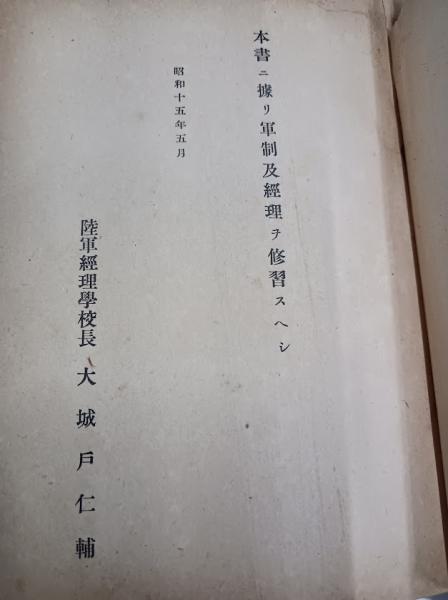 本書ニ據リ軍制及經理ヲ修習スヘシ
昭和十五年五月
陸軍經理學校長 大城戶仁輔